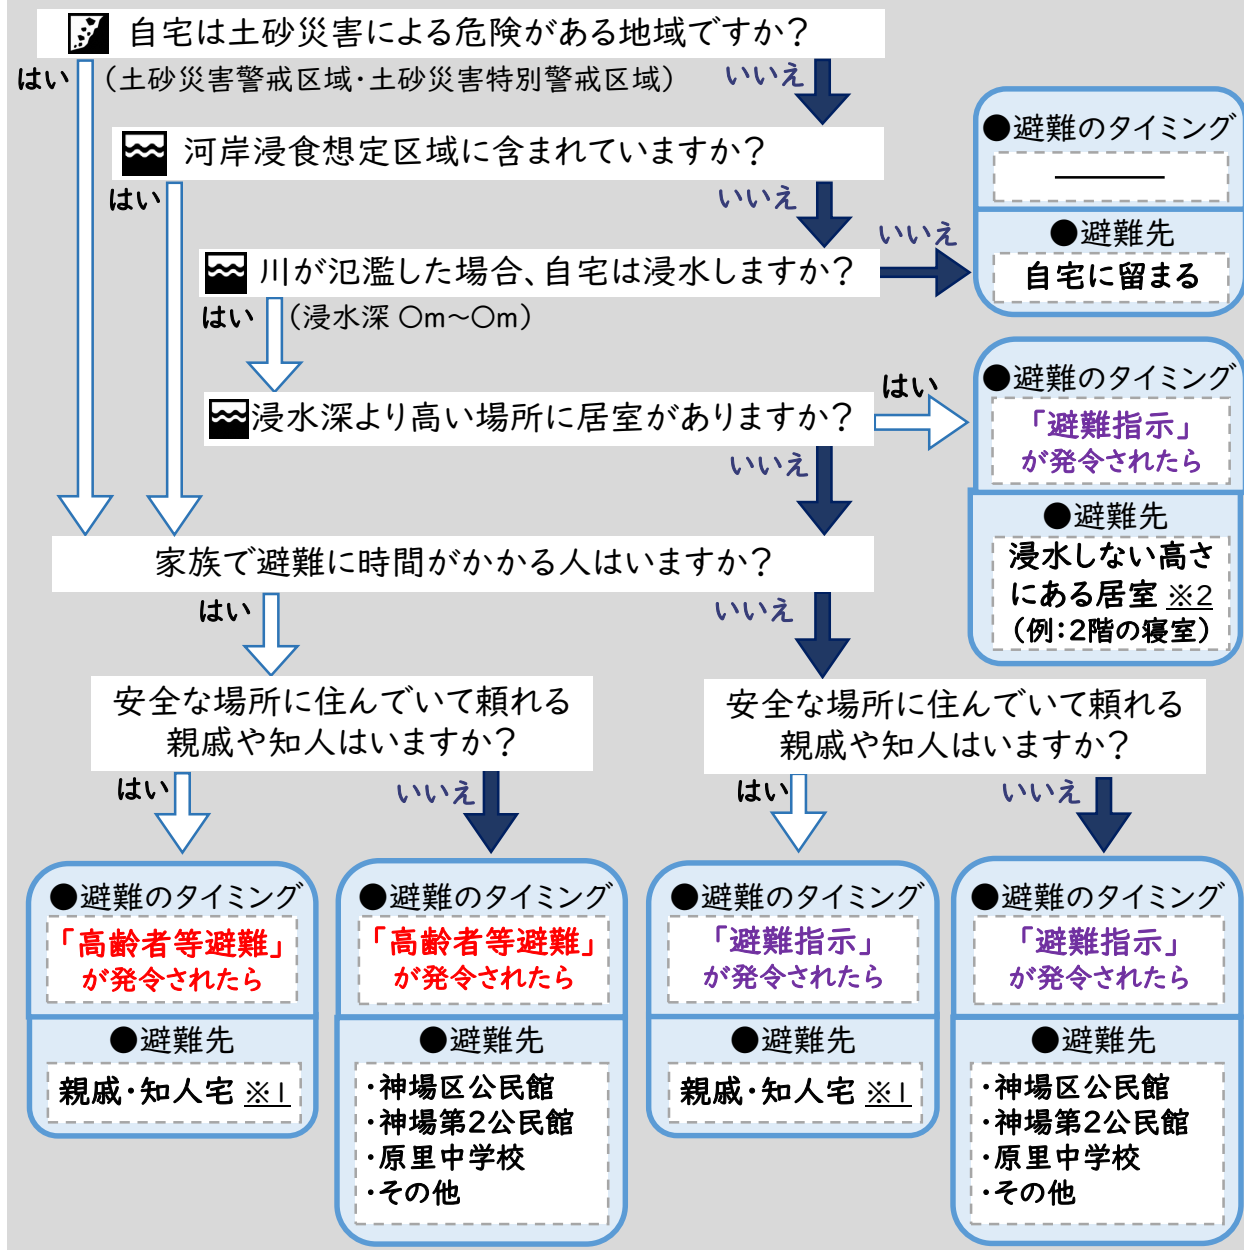 自宅は土砂災害による危険がある地域ですか?
はい
(土砂災害警戒区域・土砂災害特別警戒区域)
いいえ
河岸浸食想定区域に含まれていますか?
はい
いいえ
川が氾濫した場合、自宅は浸水しますか?
いいえ
はい
(浸水深 〇m~〇m)
●避難のタイミング
―――
●避難先
自宅に留まる
浸水深より高い場所に居室がありますか?
はい
いいえ
●避難のタイミング
「避難指示」
が発令されたら
●避難先
浸水しない高さ
にある居室 ※2
(例:2階の寝室)
家族で避難に時間がかかる人はいますか?
はい
いいえ
安全な場所に住んでいて頼れる
親戚や知人はいますか?
はい
いいえ
安全な場所に住んでいて頼れる
親戚や知人はいますか?
はい
いいえ
●避難のタイミング
「高齢者等避難」
が発令されたら
●避難先
親戚・知人宅 ※1
●避難のタイミング
「高齢者等避難」
が発令されたら
●避難先
・神場区公民館
・神場第2公民館
・原里中学校
・その他
●避難のタイミング
「避難指示」
が発令されたら
●避難先
親戚・知人宅 ※1
●避難のタイミング
「避難指示」
が発令されたら
●避難先
・神場区公民館
・神場第2公民館
・原里中学校
・その他